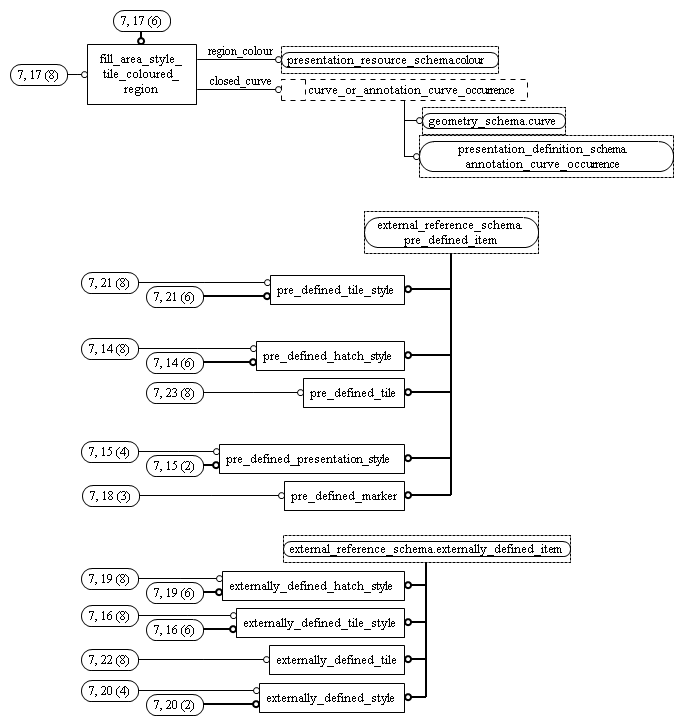 7, 17 (6)
7, 17 (8)
fill_area_style_
tile_coloured_
region
region_colour
presentation_resource_schema.colour
closed_curve
curve_or_annotation_curve_occurrence
geometry_schema.curve
presentation_definition_schema.
annotation_curve_occurrence
external_reference_schema.
pre_defined_item
7, 21 (8)
7, 21 (6)
pre_defined_tile_style
7, 14 (8)
7, 14 (6)
pre_defined_hatch_style
7, 23 (8)
pre_defined_tile
7, 15 (4)
7, 15 (2)
pre_defined_presentation_style
7, 18 (3)
pre_defined_marker
external_reference_schema.externally_defined_item
7, 19 (8)
7, 19 (6)
externally_defined_hatch_style
7, 16 (8)
7, 16 (6)
externally_defined_tile_style
7, 22 (8)
externally_defined_tile
7, 20 (4)
7, 20 (2)
externally_defined_style